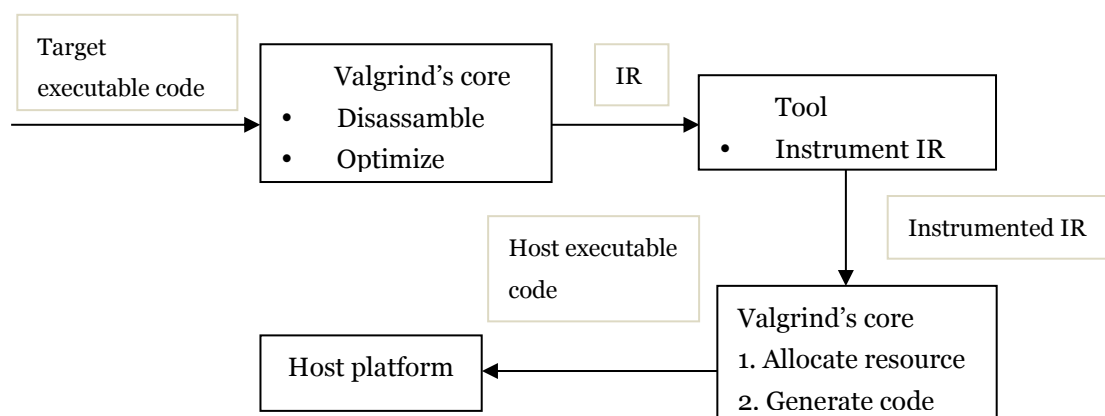 Target
executable code
Valgrind’s core
• Disassamble
• Optimize
IR
Tool
• Instrument IR
Instrumented IR
Host executable
code
Valgrind’s core
1. Allocate resource
2. Generate code
Host platform